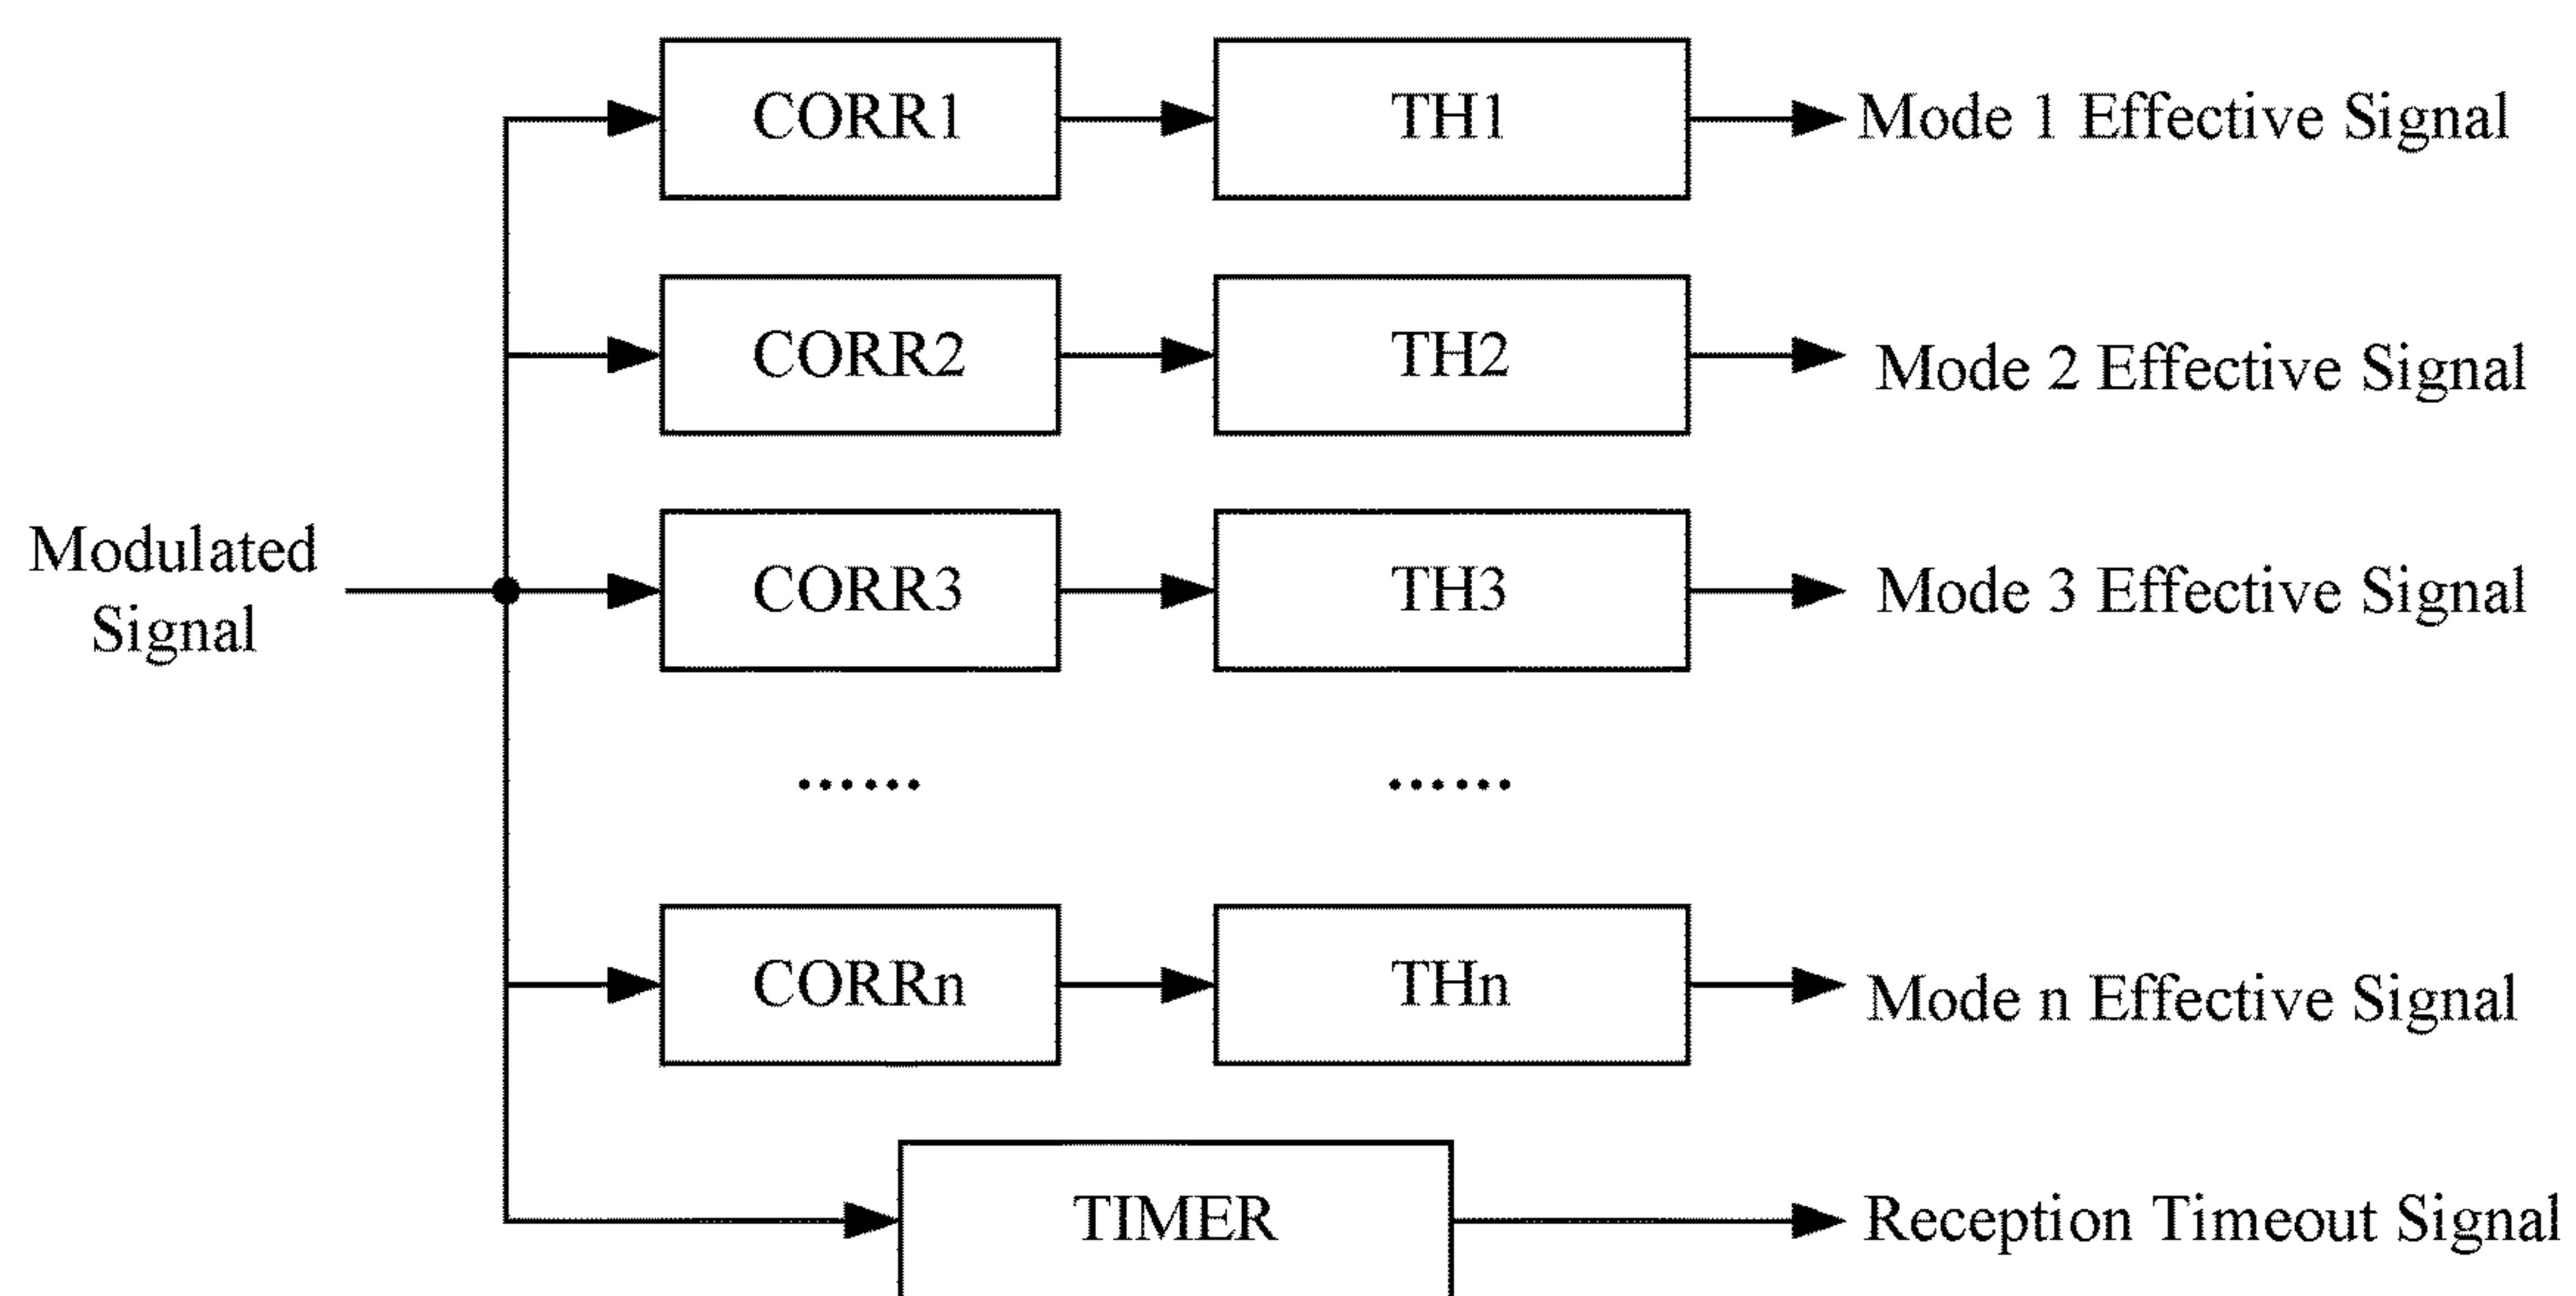 CORR1
TH1
Mode 1 Effective Signal
CORR2
TH2
Mode 2 Effective Signal
Modulated
Signal
CORR3
TH3
Mode 3 Effective Signal
......
......
CORRn
THn
Mode n Effective Signal
TIMER
Reception Timeout Signal